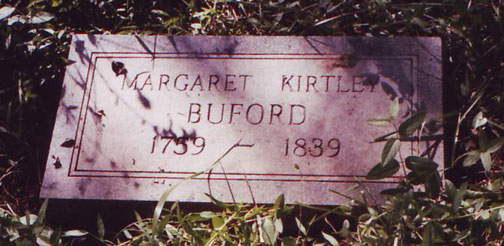 MARGARET KIRTLEY
BUFORD
1759 – 1839